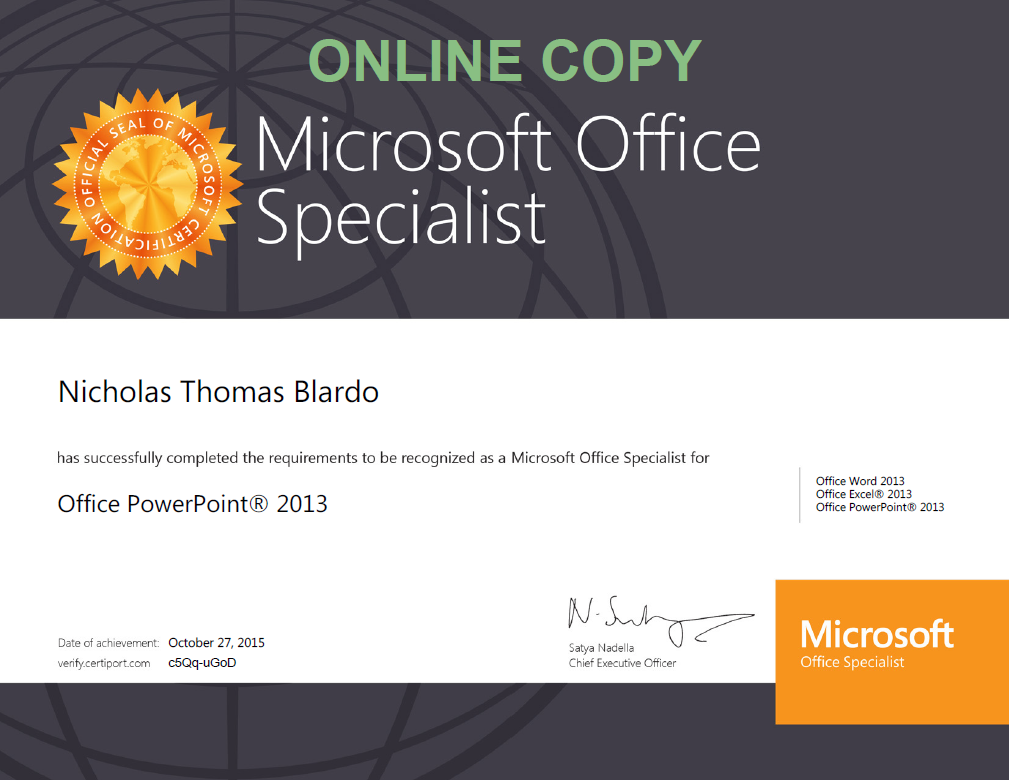 ONLINE COPY
OFFICIAL SEAL OF MICROSOFT CERTIFICATION
Microsoft Office
Specialist
Nicholas Thomas Blardo
has successfully completed the requirements to be recognized as a Microsoft Office Specialist for
Office PowerPoint® 2013
Office Word 2013
Office Excel® 2013
Office PowerPoint® 2013
Date of achievement: October 27, 2015
verify.certiport.com c5Qq-uGoD
Satya Nadella
Chief Executive Officer
Microsoft
Office Specialist